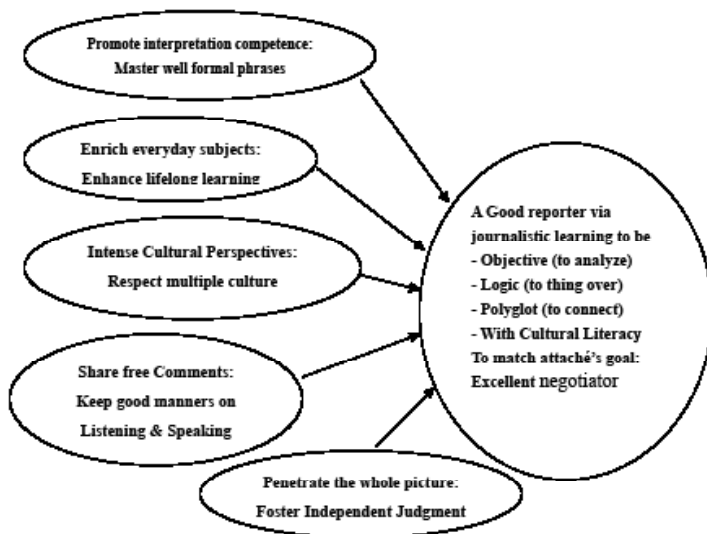 Promote interpretation competence:
Master well formal phrases
Enrich everyday subjects:
Enhance lifelong learning
Intense Cultural Perspectives:
Respect multiple culture
Share free Comments:
Keep good manners on
Listening & Speaking
Penetrate the whole picture:
Foster Independent Judgment
A Good reporter via
journalistic learning to be
- Objective (to analyze)
- Logic (to thing over)
- Polyglot (to connect)
- With Cultural Literacy
To match attaché's goal:
Excellent negotiator